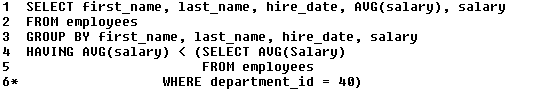 1 SELECT first_name, last_name, hire_date, AVG(salary), salary
2 FROM employees
3 GROUP BY first_name, last_name, hire_date, salary
4 HAVING AVG(salary) < (SELECT AVG(Salary)
5 FROM employees
6* WHERE department_id = 40)